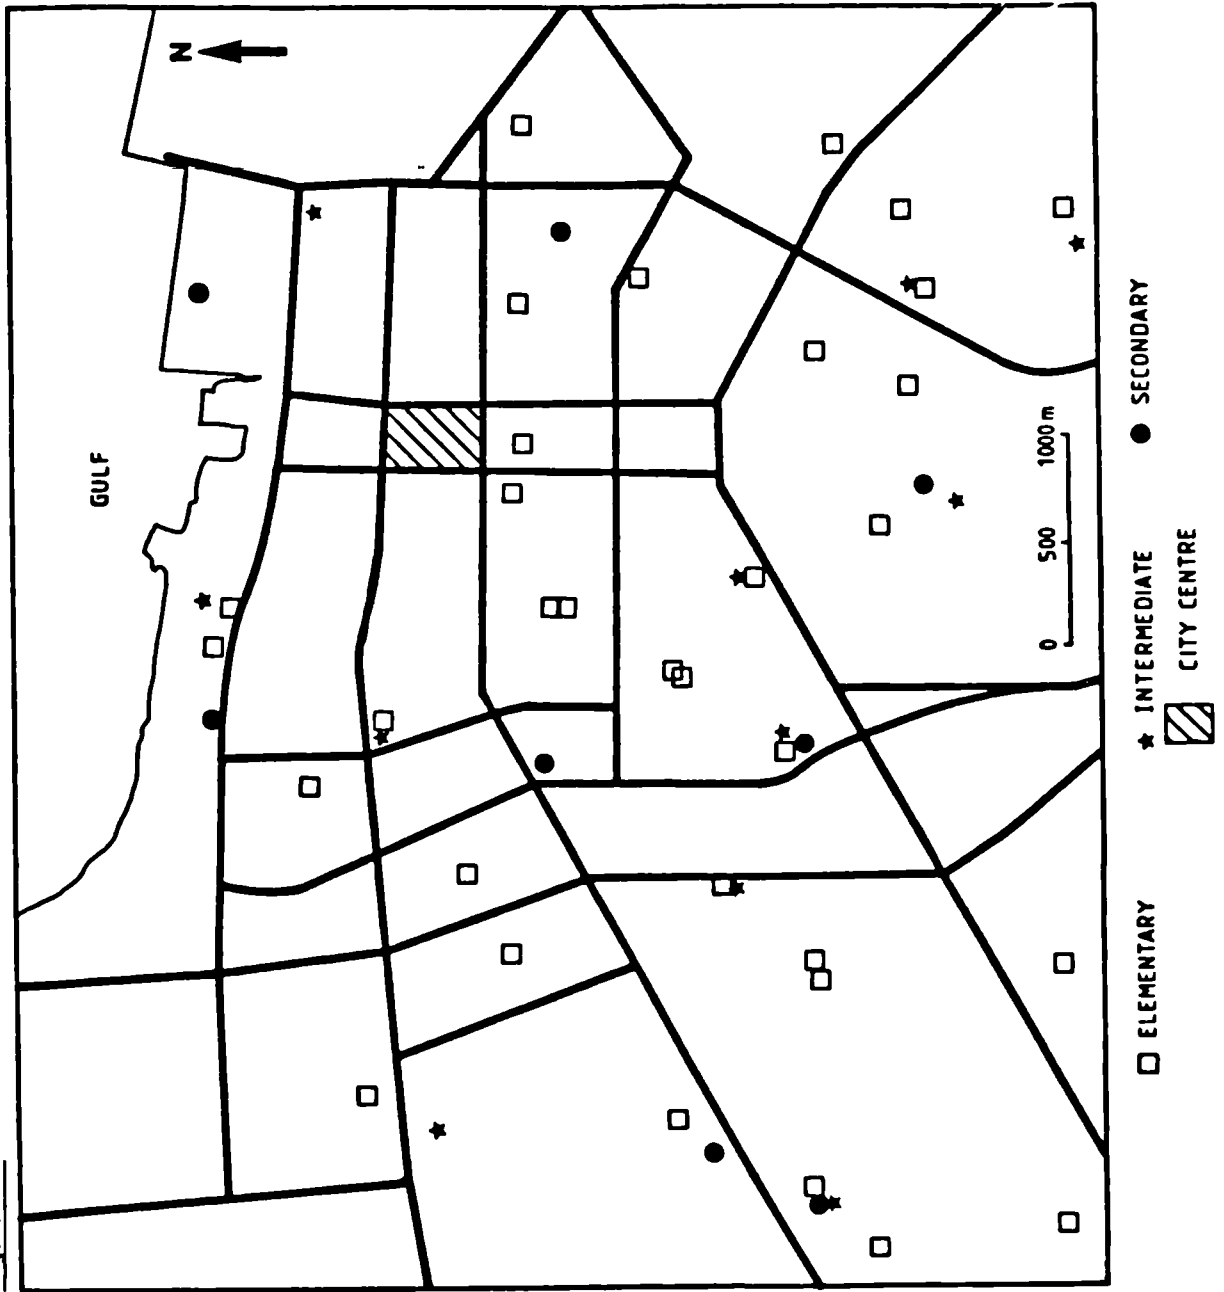 N
GULF
0 500 1000 m
□ ELEMENTARY ★ INTERMEDIATE ● SECONDARY
CITY CENTRE